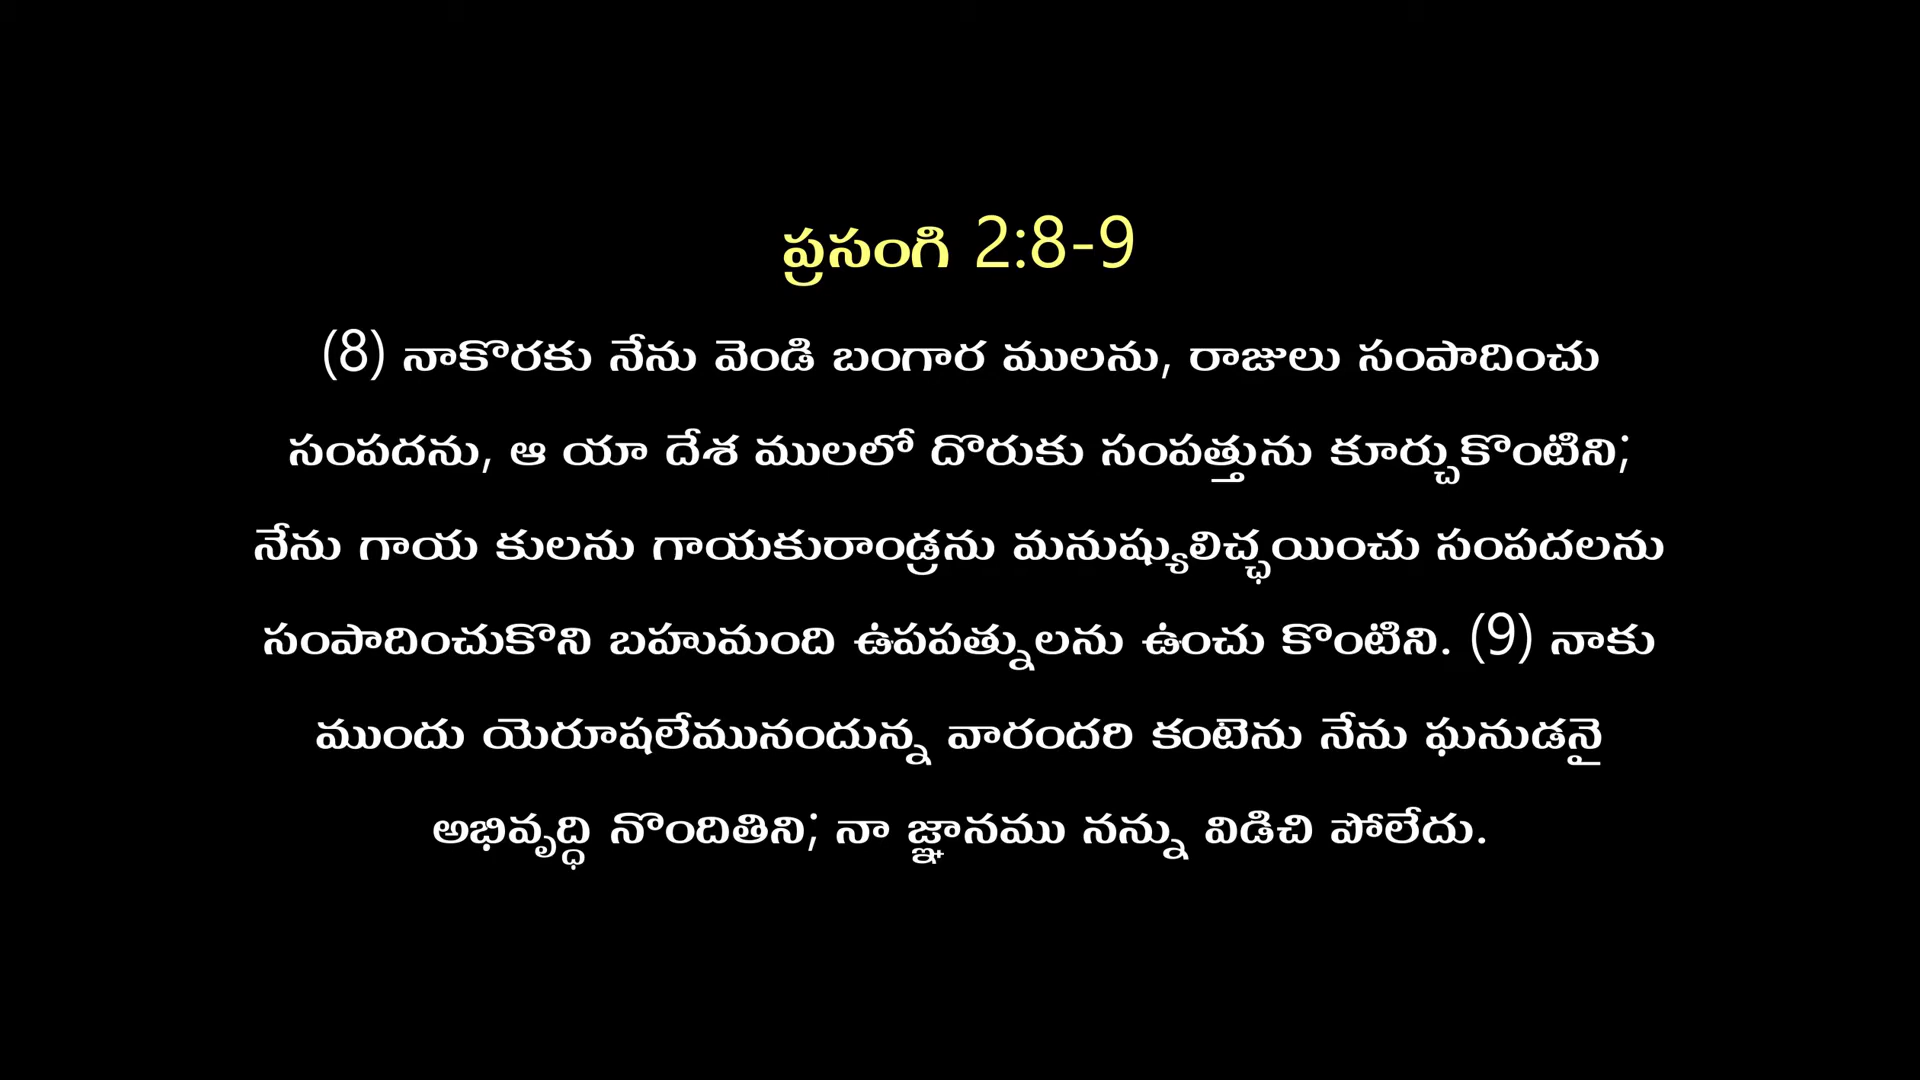 ప్రసంగి 2:8-9
(8) నాకొరకు నేను వెండి బంగార ములను, రాజులు సంపాదించు
సంపదను, ఆ యా దేశ ములలో దొరుకు సంపత్తును కూర్చుకొంటిని;
నేను గాయ కులను గాయకురాండ్రను మనుష్యులిచ్ఛయించు సంపదలను
సంపాదించుకొని బహుమంది ఉపపత్నులను ఉంచు కొంటిని. (9) నాకు
ముందు యెరూషలేమునందున్న వారందరి కంటెను నేను ఘనుడనై
అభివృద్ధి నొందితిని; నా జ్ఞానము నన్ను విడిచి పోలేదు.